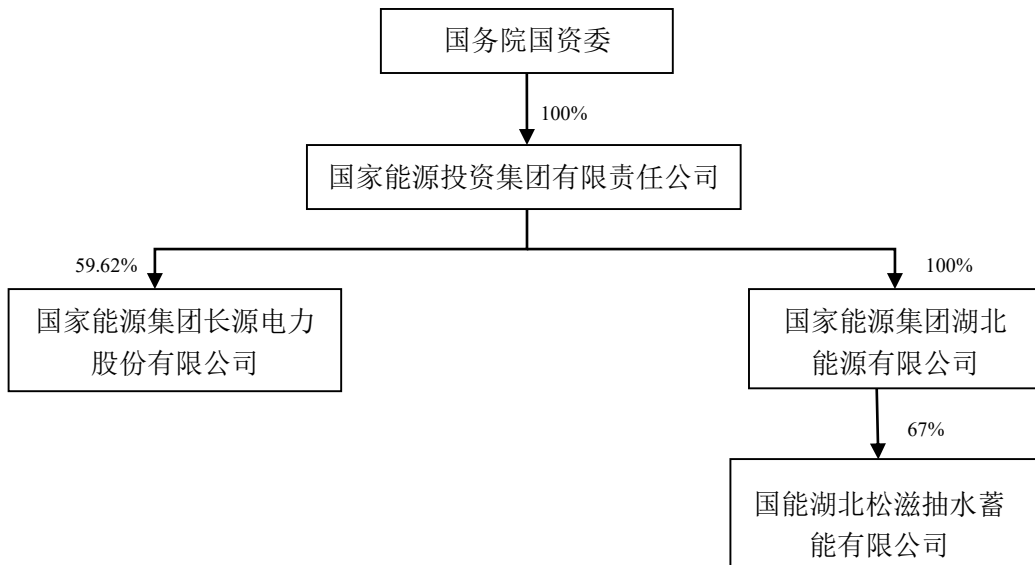 国务院国资委
100%
国家能源投资集团有限责任公司
59.62%
100%
国家能源集团长源电力
股份有限公司
国家能源集团湖北
能源有限公司
67%
国能湖北松滋抽水蓄
能有限公司